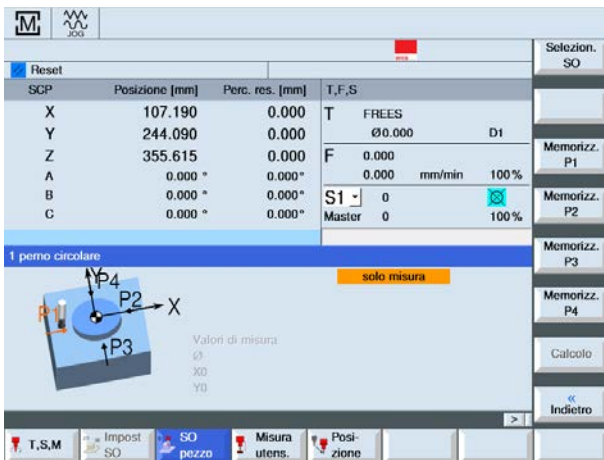 M JOG
Selezion. SO
Reset
SCP Posizione [mm] Perc. res. [mm] T,F,S
X 107.190 0.000 T FREES
Y 244.090 0.000 Ø0.000 D1
Z 355.615 0.000 F 0.000
A 0.000 ° 0.000° 0.000 mm/min 100%
B 0.000 ° 0.000° S1 0
C 0.000 ° 0.000° Master 0 100%
Memorizz. P1
Memorizz. P2
Memorizz. P3
Memorizz. P4
Calcolo
« Indietro
1 perno circolare
solo misura
Y
P4
P2
X
P1
P3
Valori di misura
Ø
X0
Y0
>
T,S,M Impost SO SO pezzo Misura utens. Posi- zione